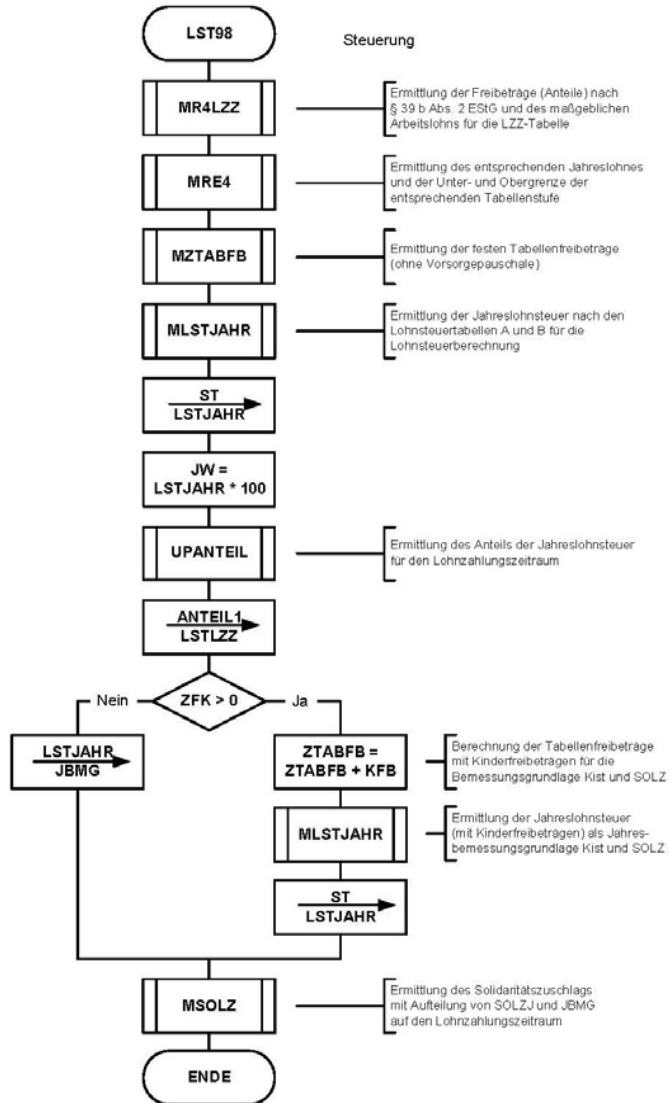 LST98
Steuerung
MR4LZZ
Ermittlung der Freibeträge (Anteile) nach
§ 39 b Abs. 2 EStG und des maßgeblichen
Arbeitslohns für die LZZ-Tabelle
MRE4
Ermittlung des entsprechenden Jahreslohnes
und der Unter- und Obergrenze der
entsprechenden Tabellenstufe
MZTABFB
Ermittlung der festen Tabellenfreibeträge
(ohne Vorsorgepauschale)
MLSTJAHR
Ermittlung der Jahreslohnsteuer nach den
Lohnsteuertabellen A und B für die
Lohnsteuerberechnung
ST
LSTJAHR
JW =
LSTJAHR * 100
UPANTEIL
Ermittlung des Anteils der Jahreslohnsteuer
für den Lohnzahlungszeitraum
ANTEIL1
LSTLZZ
Nein
ZFK > 0
Ja
LSTJAHR
JBMG
ZTABFB =
ZTABFB + KFB
Berechnung der Tabellenfreibeträge
mit Kinderfreibeträgen für die
Bemessungsgrundlage Kist und SOLZ
MLSTJAHR
Ermittlung der Jahreslohnsteuer
(mit Kinderfreibeträgen) als Jahres-
bemessungsgrundlage Kist und SOLZ
ST
LSTJAHR
MSOLZ
Ermittlung des Solidaritätszuschlags
mit Aufteilung von SOLZJ und JBMG
auf den Lohnzahlungszeitraum
ENDE